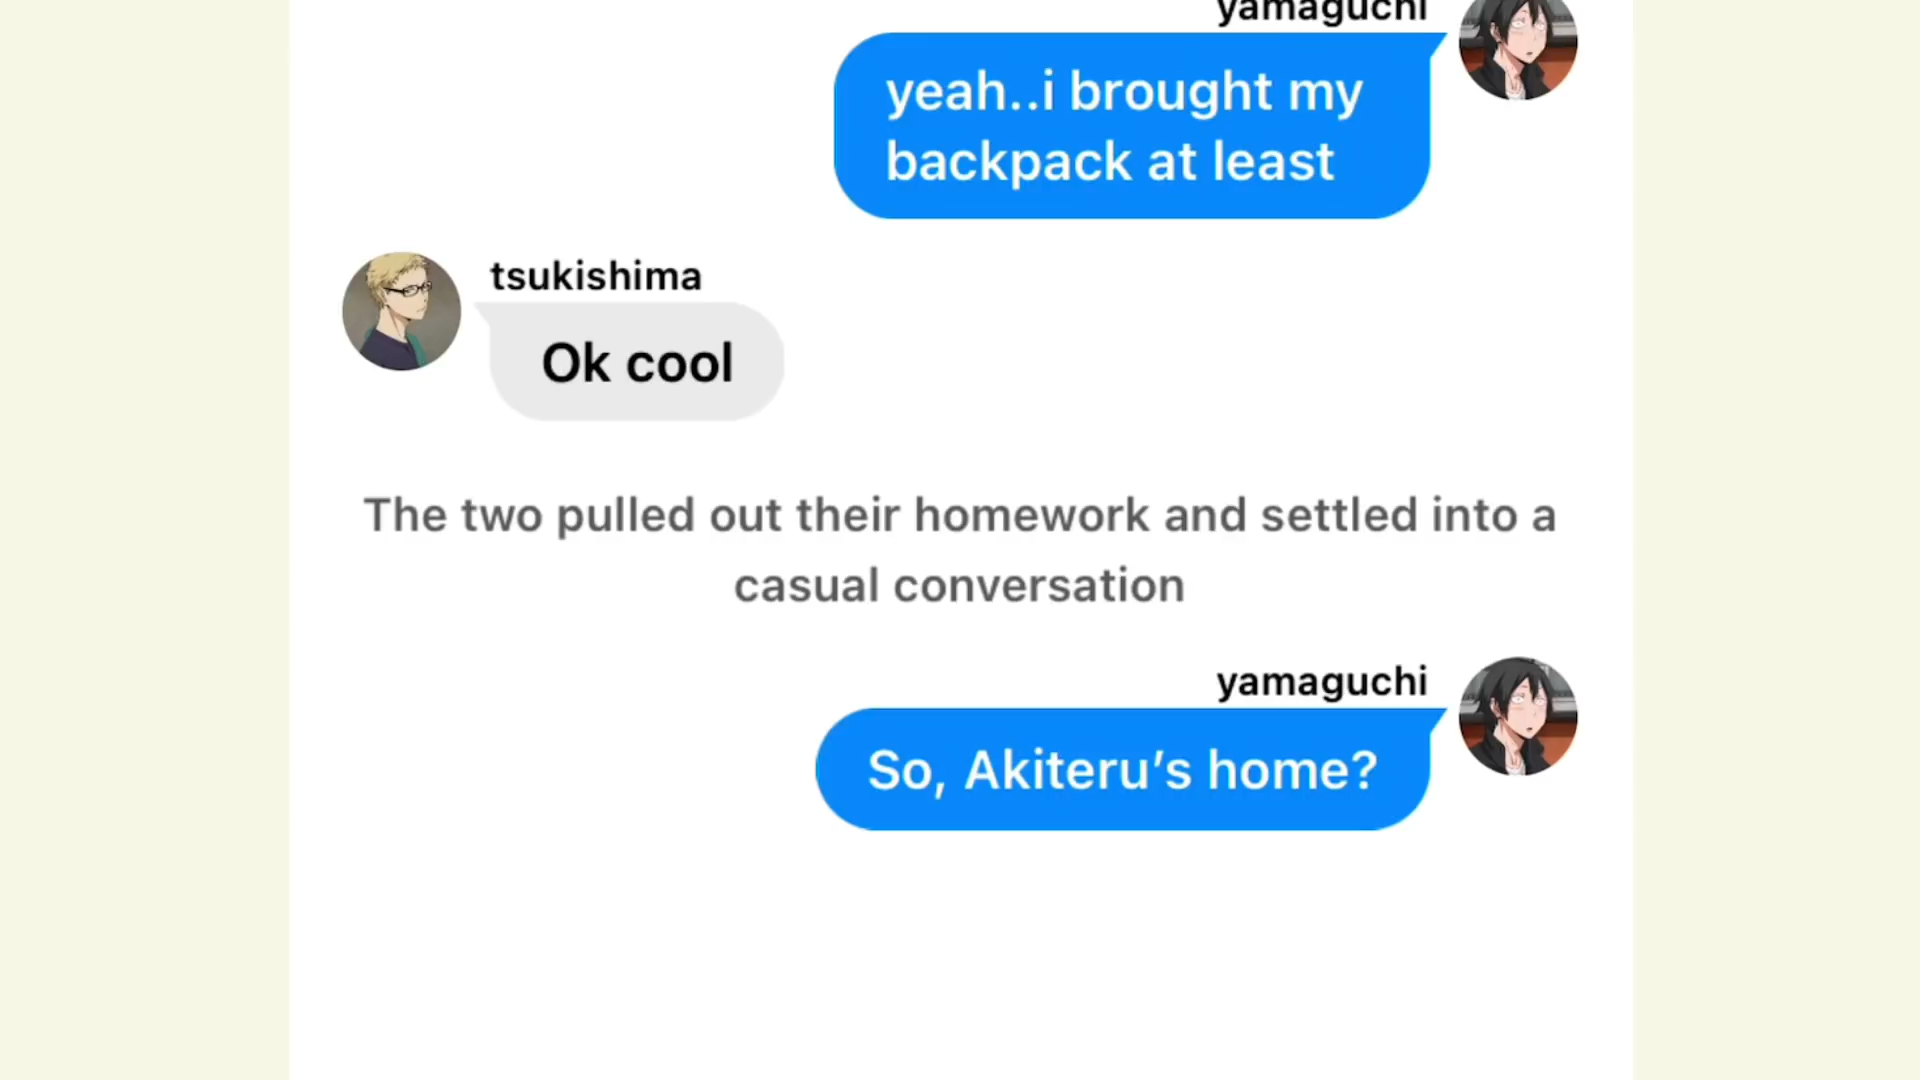 yamaguchi
yeah..i brought my
backpack at least
tsukishima
Ok cool
The two pulled out their homework and settled into a
casual conversation
yamaguchi
So, Akiteru’s home?